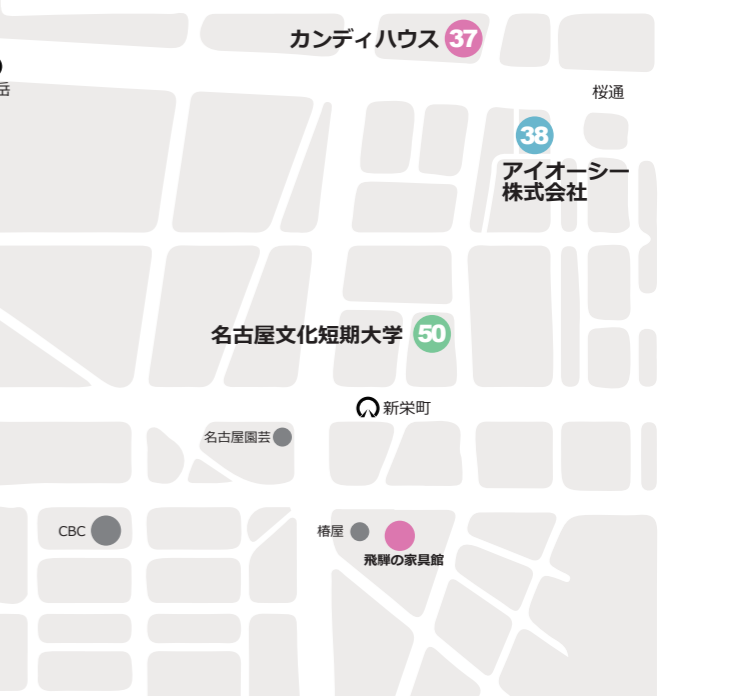 カンディハウス 37
岳
桜通
38
アイオーシー
株式会社
名古屋文化短期大学 50
新栄町
名古屋園芸
CBC
椿屋
飛騨の家具館